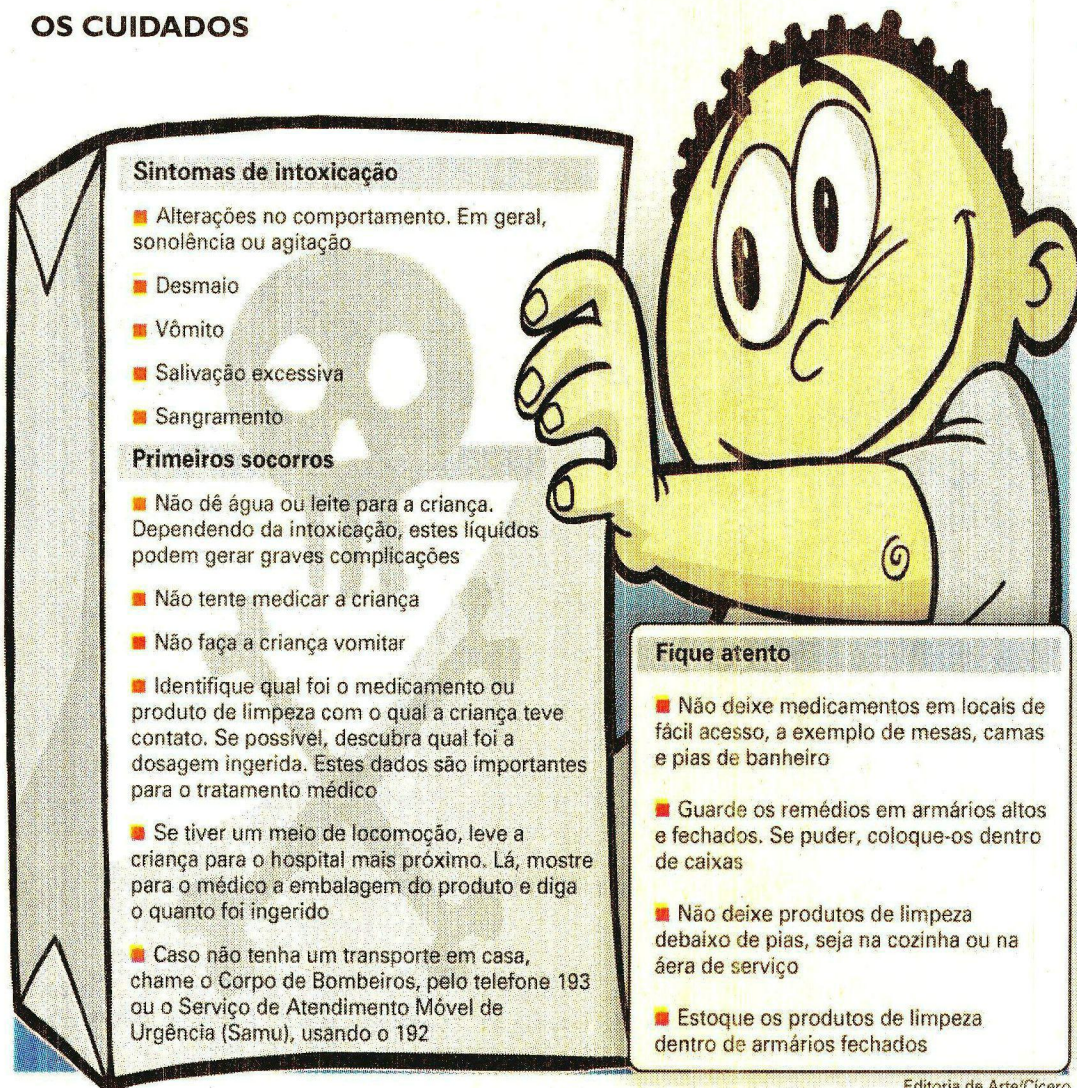 OS CUIDADOS
Sintomas de intoxicação
Alterações no comportamento. Em geral,
sonolência ou agitação
Desmaio
Vômito
Salivação excessiva
Sangramento
Primeiros socorros
Não dê água ou leite para a criança.
Dependendo da intoxicação, estes líquidos
podem gerar graves complicações
Não tente medicar a criança
Não faça a criança vomitar
Identifique qual foi o medicamento ou
produto de limpeza com o qual a criança teve
contato. Se possível, descubra qual foi a
dosagem ingerida. Estes dados são importantes
para o tratamento médico
Se tiver um meio de locomoção, leve a
criança para o hospital mais próximo. Lá, mostre
para o médico a embalagem do produto e diga
o quanto foi ingerido
Caso não tenha um transporte em casa,
chame o Corpo de Bombeiros, pelo telefone 193
ou o Serviço de Atendimento Móvel de
Urgência (Samu), usando o 192
Fique atento
Não deixe medicamentos em locais de
fácil acesso, a exemplo de mesas, camas
e pias de banheiro
Guarde os remédios em armários altos
e fechados. Se puder, coloque-os dentro
de caixas
Não deixe produtos de limpeza
debaixo de pias, seja na cozinha ou na
áera de serviço
Estoque os produtos de limpeza
dentro de armários fechados
Editoria de Arte/Cícero